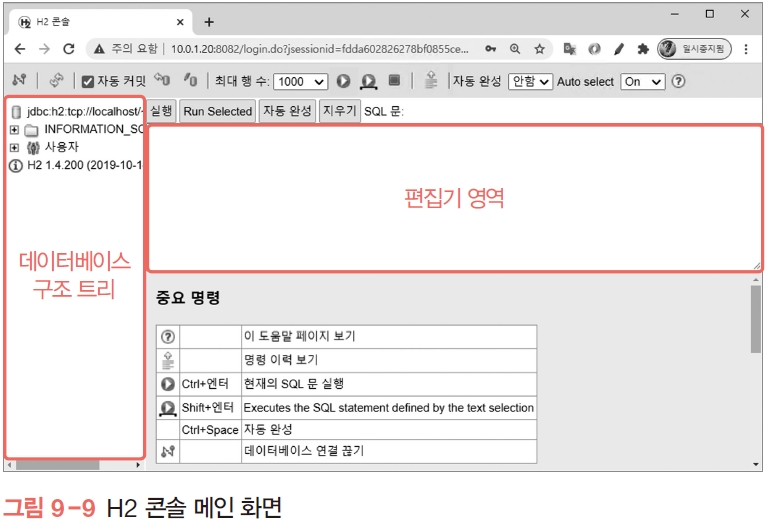 H2 콘솔
주의 요함 | 10.0.1.20:8082/login.do?jsessionid=fdda602826278bf0855ce...
일시중지됨
자동 커밋 최대 행 수: 1000 자동 완성 안함 Auto select On
jdbc:h2:tcp://localhost/~
INFORMATION_SC
사용자
H2 1.4.200 (2019-10-1
데이터베이스
구조 트리
실행 Run Selected 자동 완성 지우기 SQL 문:
편집기 영역
중요 명령
이 도움말 페이지 보기
명령 이력 보기
Ctrl+엔터 현재의 SQL 문 실행
Shift+엔터 Executes the SQL statement defined by the text selection
Ctrl+Space 자동 완성
데이터베이스 연결 끊기
그림 9-9 H2 콘솔 메인 화면